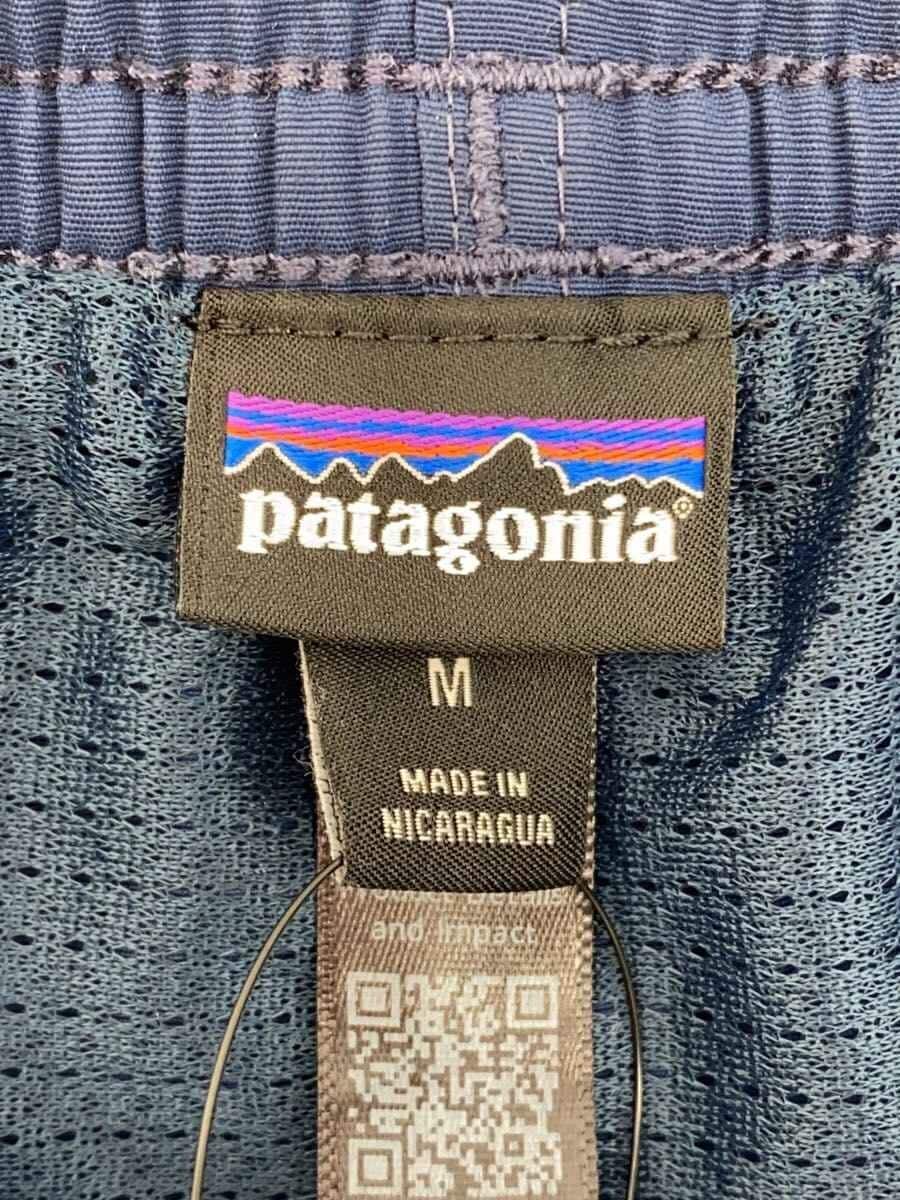 patagonia®
M
MADE IN
NICARAGUA
and Impact